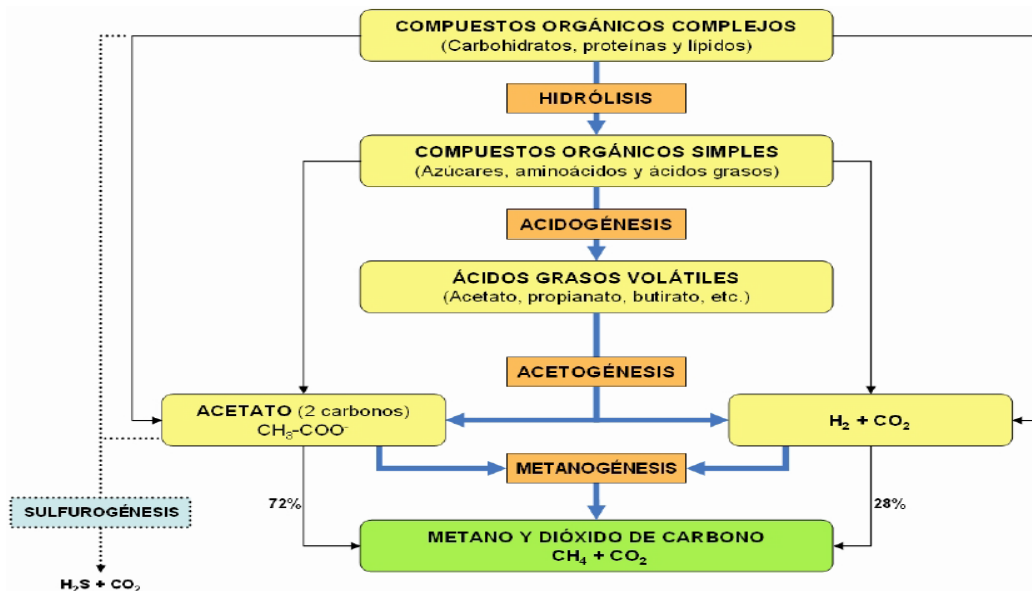 COMPUESTOS ORGÁNICOS COMPLEJOS
(Carbohidratos, proteínas y lípidos)
HIDRÓLISIS
COMPUESTOS ORGÁNICOS SIMPLES
(Azúcares, aminoácidos y ácidos grasos)
ACIDOGÉNESIS
ÁCIDOS GRASOS VOLÁTILES
(Acetato, propianato, butirato, etc.)
ACETOGÉNESIS
ACETATO (2 carbonos)
CH₃-COO⁻
H₂ + CO₂
METANOGÉNESIS
72%
28%
SULFUROGÉNESIS
METANO Y DIÓXIDO DE CARBONO
CH₄ + CO₂
H₂S + CO₂